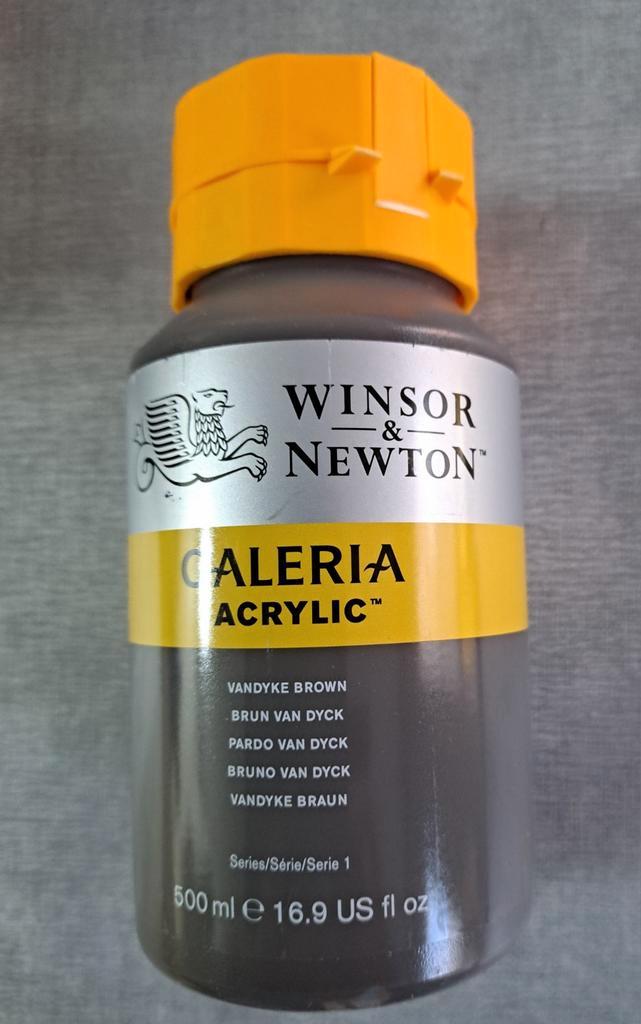 WINSOR
&
NEWTON™
GALERIA
ACRYLIC™
VANDYKE BROWN
BRUN VAN DYCK
PARDO VAN DYCK
BRUNO VAN DYCK
VANDYKE BRAUN
Series/Série/Serie 1
500 ml ℮ 16.9 US fl oz